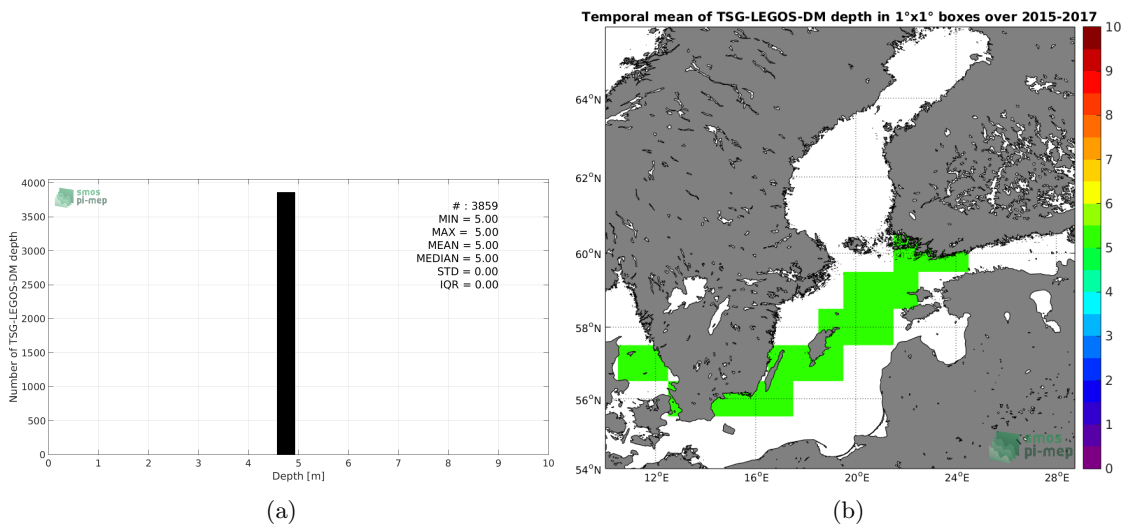 smos
pi-mep
# : 3859
MIN = 5.00
MAX = 5.00
MEAN = 5.00
MEDIAN = 5.00
STD = 0.00
IQR = 0.00
Number of TSG-LEGOS-DM depth
4000
3500
3000
2500
2000
1500
1000
500
0
0 1 2 3 4 5 6 7 8 9 10
Depth [m]
(a)
Temporal mean of TSG-LEGOS-DM depth in 1°x1° boxes over 2015-2017
64°N
62°N
60°N
58°N
56°N
54°N
12°E 16°E 20°E 24°E 28°E
smos
pi-mep
10
9
8
7
6
5
4
3
2
1
0
(b)